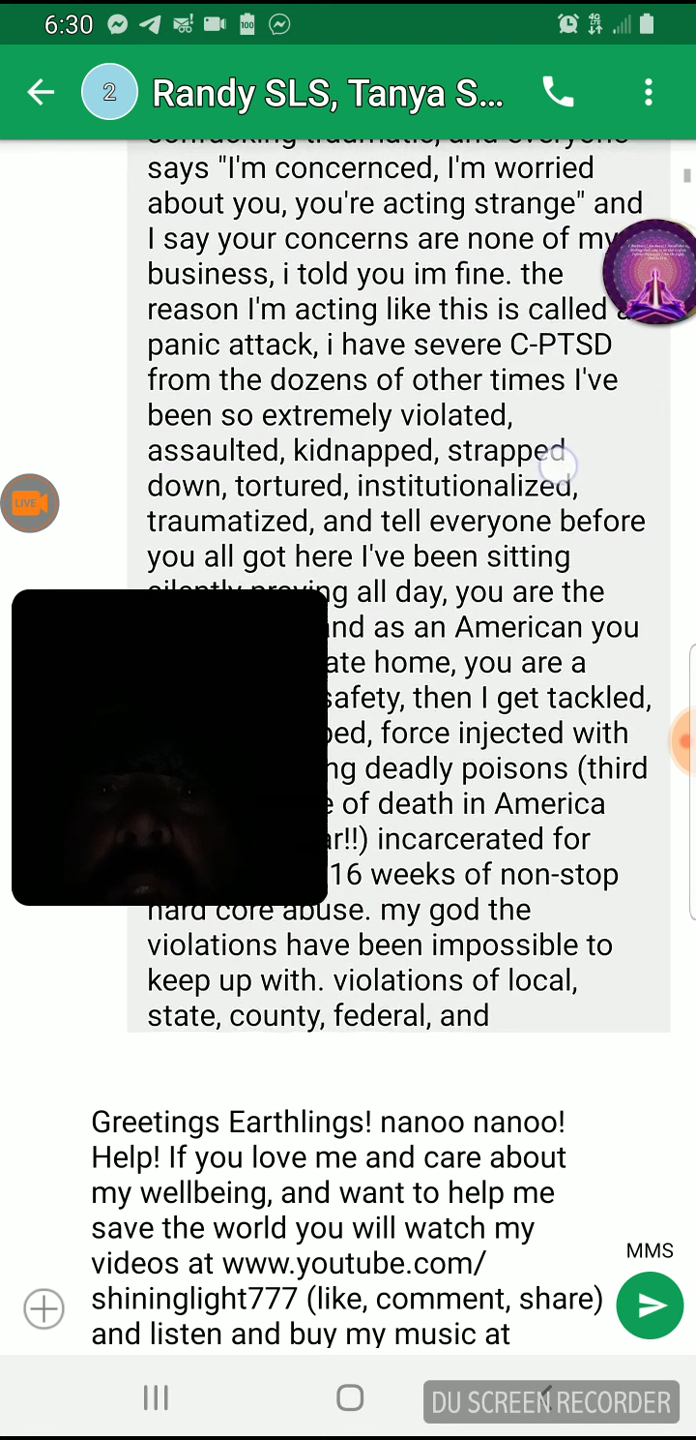 6:30
100
4G
2 Randy SLS, Tanya S...
says "I'm concernced, I'm worried
about you, you're acting strange" and
I say your concerns are none of my
business, i told you im fine. the
reason I'm acting like this is called a
panic attack, i have severe C-PTSD
from the dozens of other times I've
been so extremely violated,
assaulted, kidnapped, strapped
down, tortured, institutionalized,
LIVE
traumatized, and tell everyone before
you all got here I've been sitting
silently praying all day, you are the
and as an American you
ate home, you are a
safety, then I get tackled,
ped, force injected with
ng deadly poisons (third
e of death in America
ar!!) incarcerated for
16 weeks of non-stop
hard core abuse. my god the
violations have been impossible to
keep up with. violations of local,
state, county, federal, and
Greetings Earthlings! nanoo nanoo!
Help! If you love me and care about
my wellbeing, and want to help me
save the world you will watch my
videos at www.youtube.com/
shininglight777 (like, comment, share)
and listen and buy my music at
MMS
DU SCREEN RECORDER